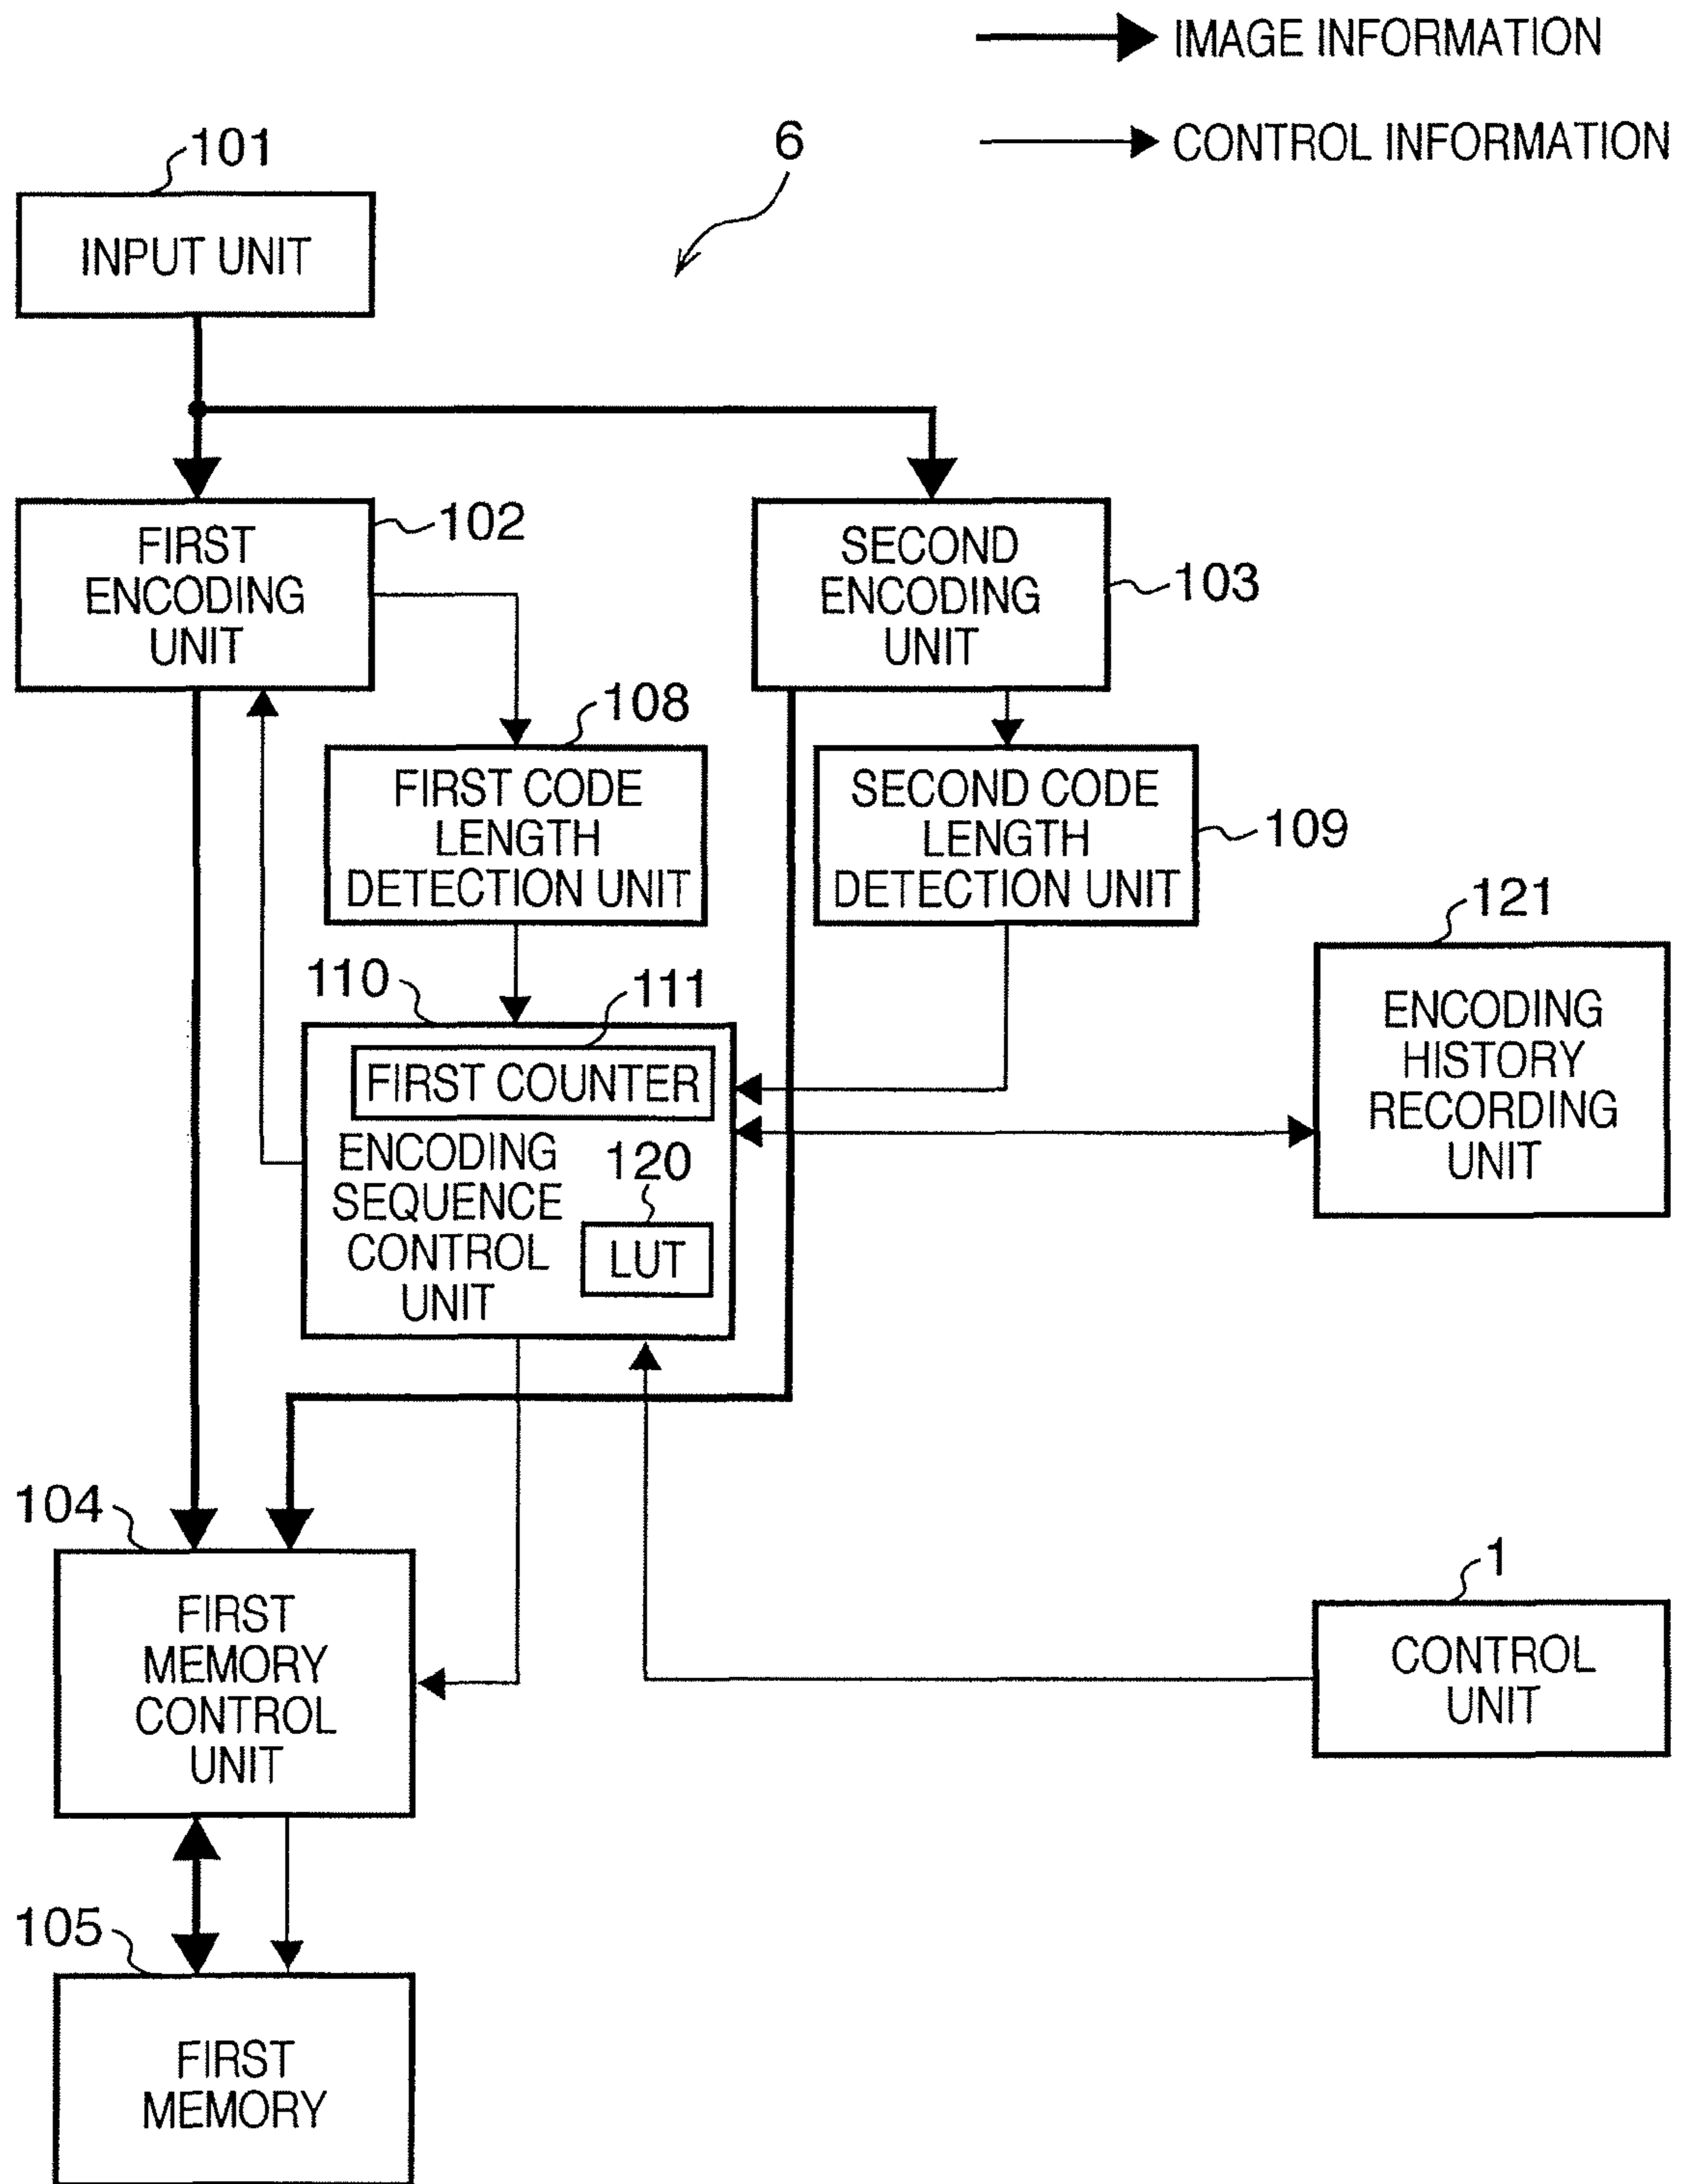 IMAGE INFORMATION
CONTROL INFORMATION
6
101
INPUT UNIT
102
FIRST
ENCODING
UNIT
SECOND
ENCODING
UNIT
103
108
FIRST CODE
LENGTH
DETECTION UNIT
SECOND CODE
LENGTH
DETECTION UNIT
109
121
ENCODING
HISTORY
RECORDING
UNIT
110
111
FIRST COUNTER
ENCODING
SEQUENCE
CONTROL
UNIT
120
LUT
104
FIRST
MEMORY
CONTROL
UNIT
1
CONTROL
UNIT
105
FIRST
MEMORY